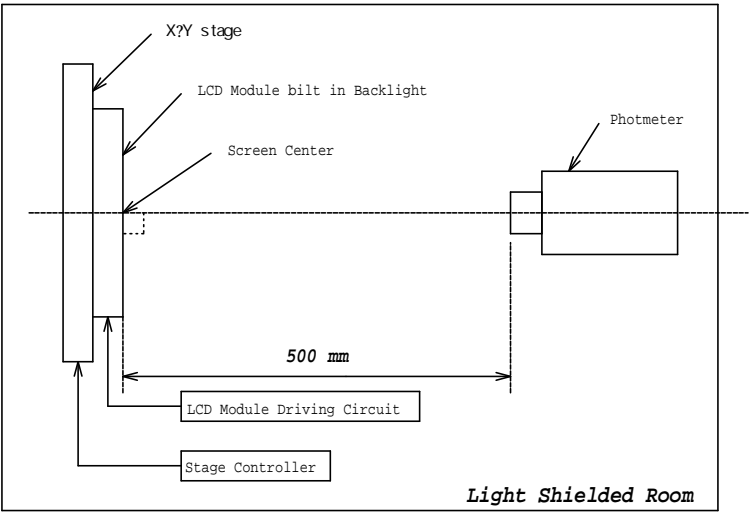 X?Y stage
LCD Module bilt in Backlight
Photmeter
Screen Center
500 mm
LCD Module Driving Circuit
Stage Controller
Light Shielded Room